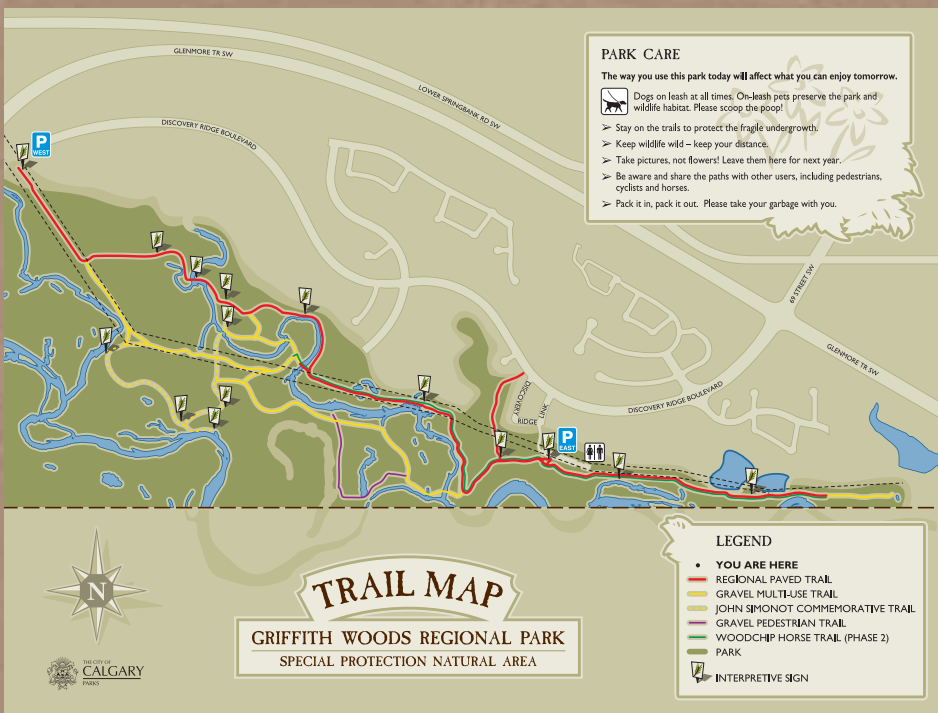 GLENMORE TR SW
LOWER SPRINGBANK RD SW
DISCOVERY RIDGE BOULEVARD
P
WEST
PARK CARE
The way you use this park today will affect what you can enjoy tomorrow.
Dogs on leash at all times. On-leash pets preserve the park and
wildlife habitat. Please scoop the poop!
➢ Stay on the trails to protect the fragile undergrowth.
➢ Keep wildlife wild – keep your distance.
➢ Take pictures, not flowers! Leave them here for next year.
➢ Be aware and share the paths with other users, including pedestrians,
cyclists and horses.
➢ Pack it in, pack it out. Please take your garbage with you.
69 STREET SW
GLENMORE TR SW
DISCOVERY
RIDGE LINK
DISCOVERY RIDGE BOULEVARD
P
EAST
N
THE CITY OF
CALGARY
PARKS
TRAIL MAP
GRIFFITH WOODS REGIONAL PARK
SPECIAL PROTECTION NATURAL AREA
LEGEND
• YOU ARE HERE
REGIONAL PAVED TRAIL
GRAVEL MULTI-USE TRAIL
JOHN SIMONOT COMMEMORATIVE TRAIL
GRAVEL PEDESTRIAN TRAIL
WOODCHIP HORSE TRAIL (PHASE 2)
PARK
INTERPRETIVE SIGN